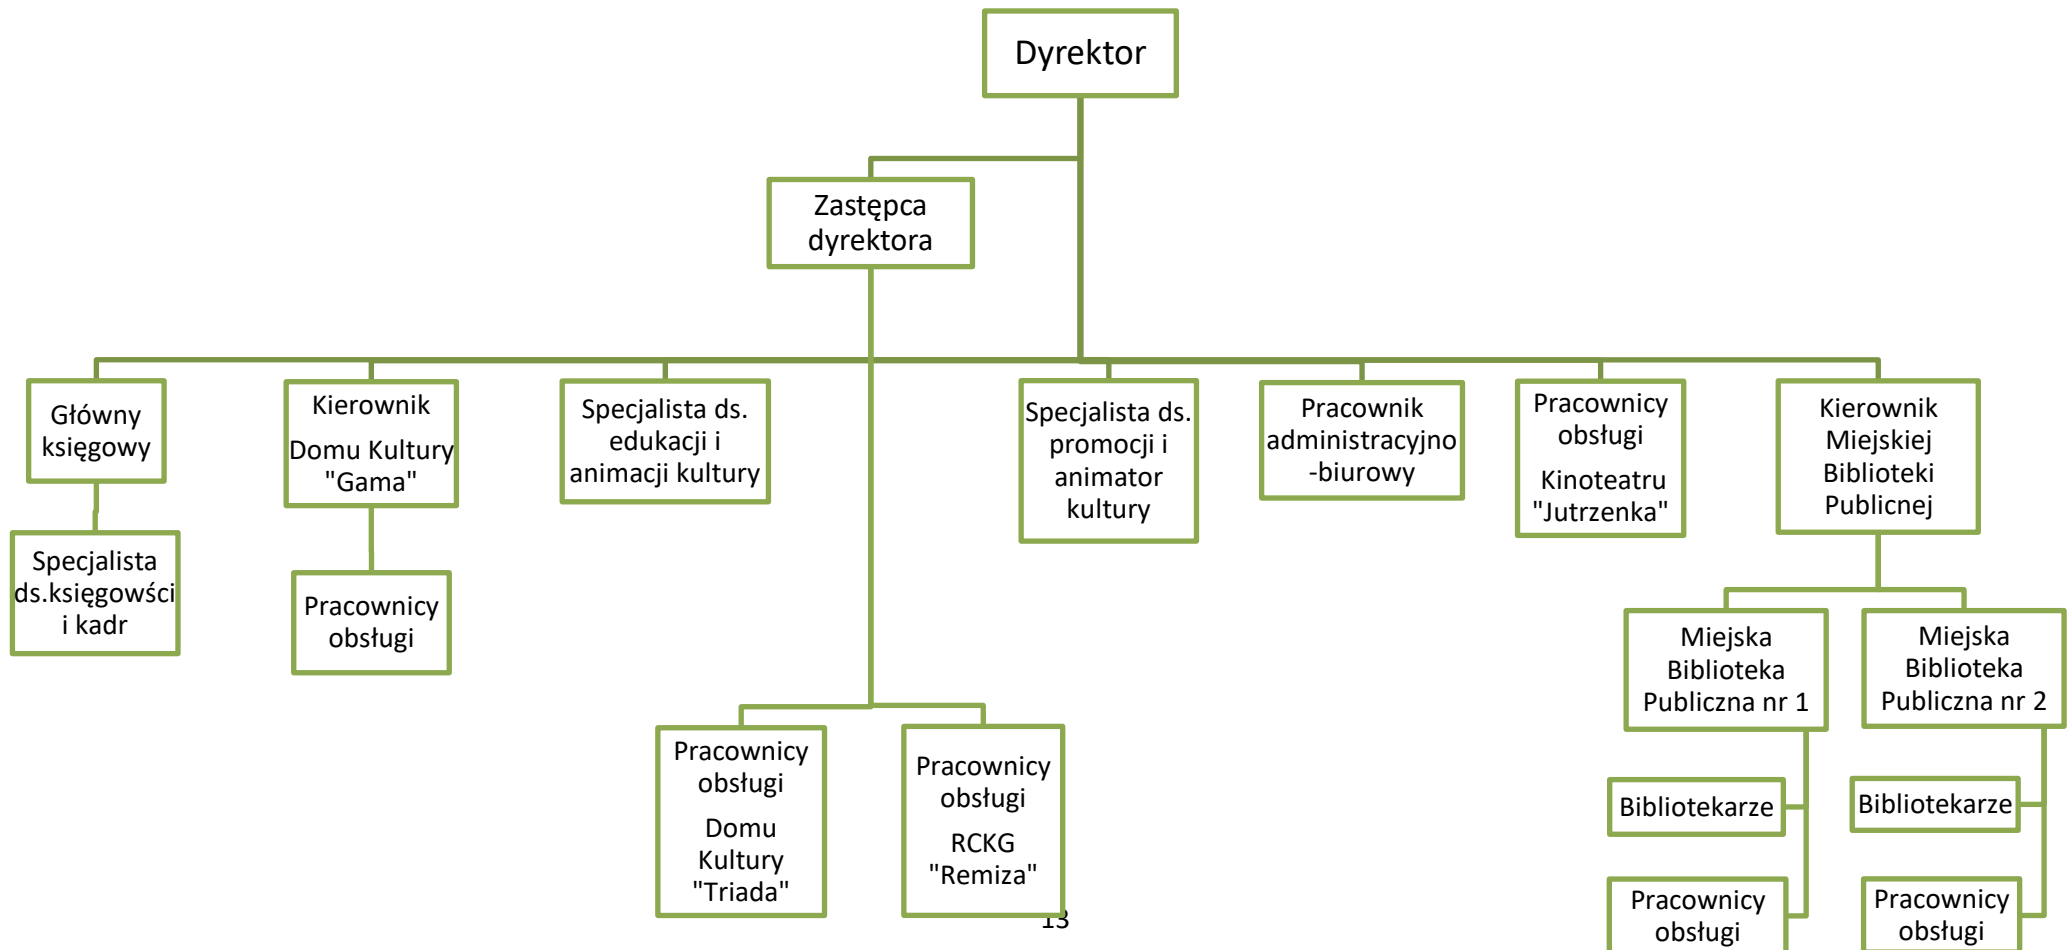 Dyrektor
Zastępca
dyrektora
Główny
księgowy
Kierownik
Domu Kultury
"Gama"
Specjalista ds.
edukacji i
animacji kultury
Specjalista ds.
promocji i
animator
kultury
Pracownik
administracyjno
-biurowy
Pracownicy
obsługi
Kinoteatru
"Jutrzenka"
Kierownik
Miejskiej
Biblioteki
Publicnej
Specjalista
ds.księgowści
i kadr
Pracownicy
obsługi
Miejska
Biblioteka
Publiczna nr 1
Miejska
Biblioteka
Publiczna nr 2
Pracownicy
obsługi
Domu
Kultury
"Triada"
Pracownicy
obsługi
RCKG
"Remiza"
Bibliotekarze
Bibliotekarze
Pracownicy
obsługi
Pracownicy
obsługi
13